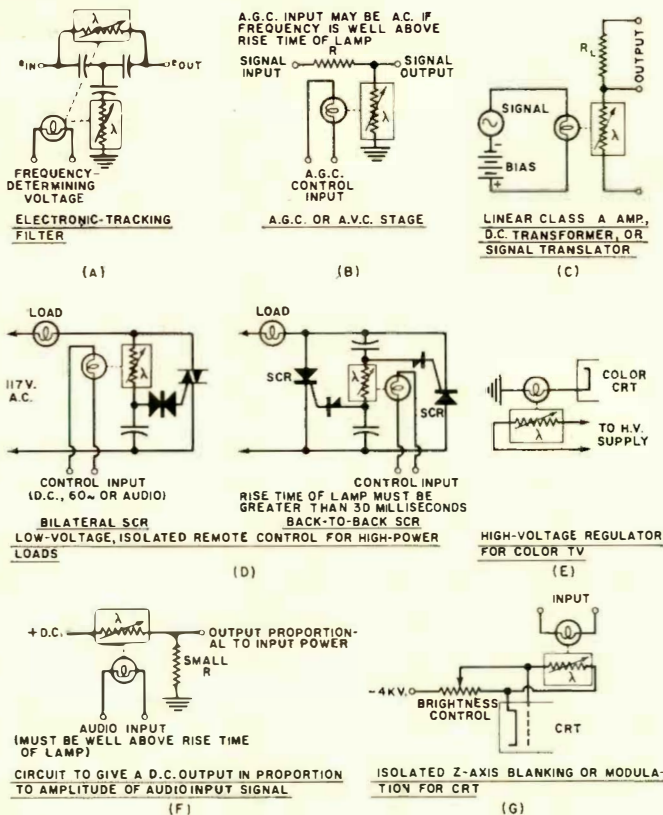 λ
eIN
eOUT
λ
FREQUENCY-
DETERMINING
VOLTAGE
ELECTRONIC-TRACKING
FILTER
(A)
A.G.C. INPUT MAY BE A.C. IF
FREQUENCY IS WELL ABOVE
RISE TIME OF LAMP
R
SIGNAL
INPUT
SIGNAL
OUTPUT
λ
A.G.C.
CONTROL
INPUT
A.G.C. OR A.V.C. STAGE
(B)
RL
OUTPUT
SIGNAL
λ
-
BIAS
+
LINEAR CLASS A AMP.,
D.C. TRANSFORMER, OR
SIGNAL TRANSLATOR
(C)
LOAD
λ
117V.
A.C.
CONTROL INPUT
(D.C., 60~ OR AUDIO)
BILATERAL SCR
LOAD
SCR
λ
SCR
CONTROL INPUT
RISE TIME OF LAMP MUST BE
GREATER THAN 30 MILLISECONDS
BACK-TO-BACK SCR
LOW-VOLTAGE, ISOLATED REMOTE CONTROL FOR HIGH-POWER
LOADS
(D)
COLOR
CRT
λ
TO H.V.
SUPPLY
HIGH-VOLTAGE REGULATOR
FOR COLOR TV
(E)
λ
+D.C.
OUTPUT PROPORTION-
AL TO INPUT POWER
SMALL
R
AUDIO INPUT
(MUST BE WELL ABOVE RISE TIME
OF LAMP)
CIRCUIT TO GIVE A D.C. OUTPUT IN PROPORTION
TO AMPLITUDE OF AUDIO INPUT SIGNAL
(F)
INPUT
λ
-4KV.
BRIGHTNESS
CONTROL
CRT
ISOLATED Z-AXIS BLANKING OR MODULA-
TION FOR CRT
(G)